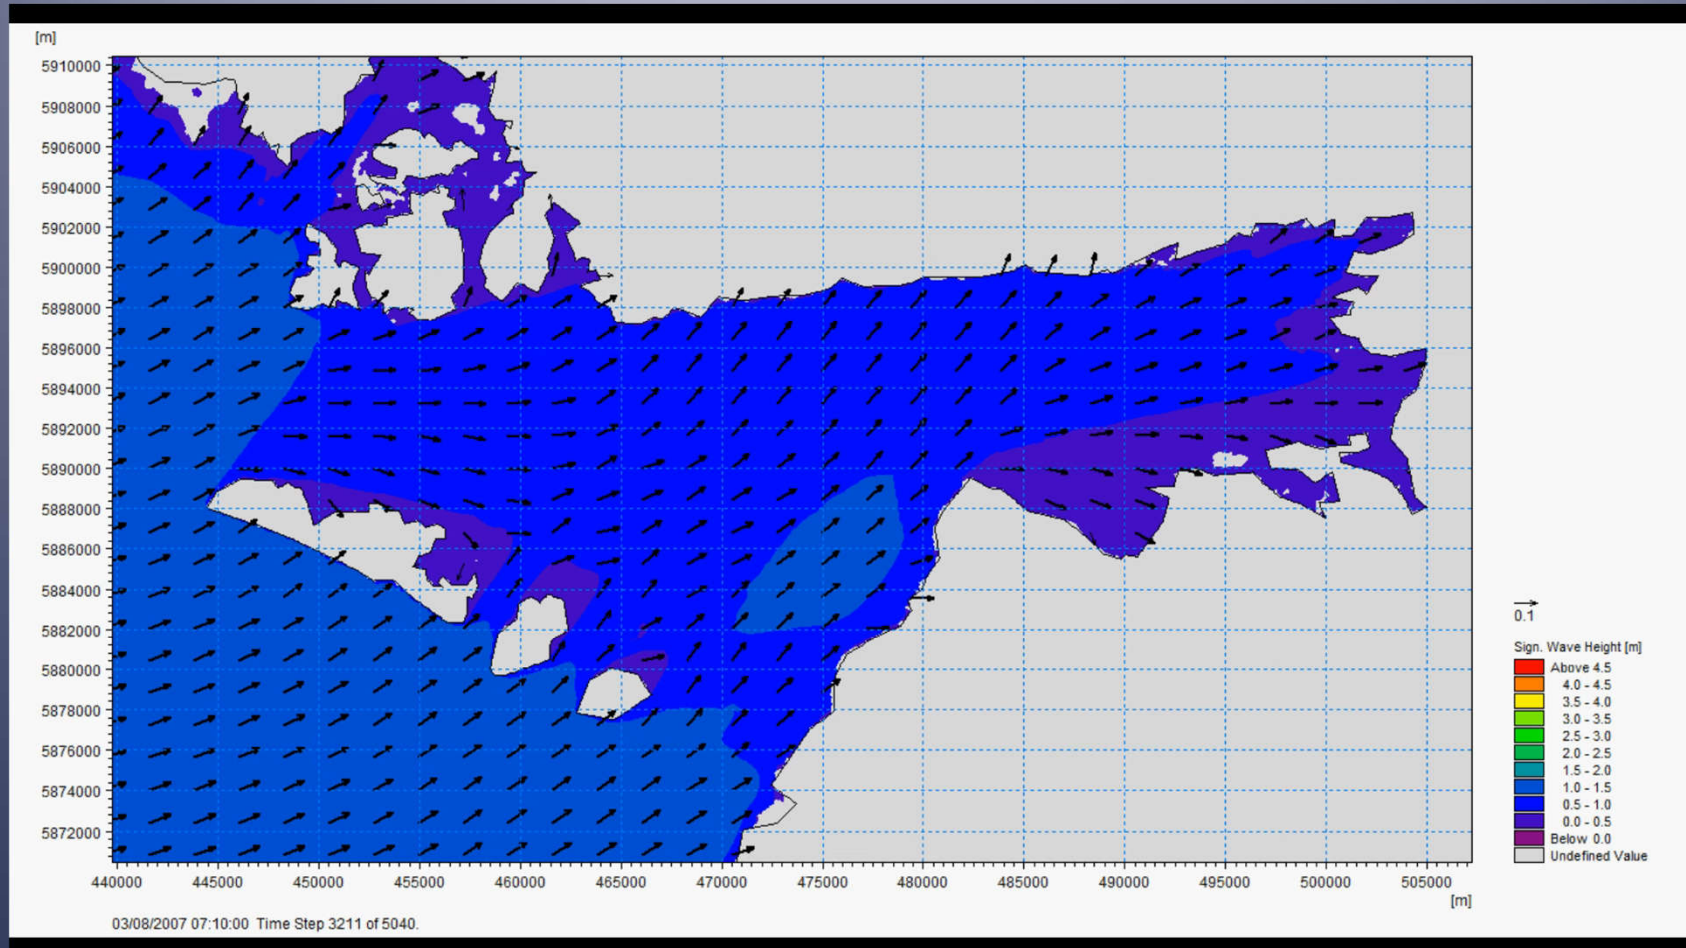 [m]
5910000
5908000
5906000
5904000
5902000
5900000
5898000
5896000
5894000
5892000
5890000
5888000
5886000
5884000
5882000
5880000
5878000
5876000
5874000
5872000
440000 445000 450000 455000 460000 465000 470000 475000 480000 485000 490000 495000 500000 505000
[m]
03/08/2007 07:10:00 Time Step 3211 of 5040.
0.1
Sign. Wave Height [m]
Above 4.5
4.0 - 4.5
3.5 - 4.0
3.0 - 3.5
2.5 - 3.0
2.0 - 2.5
1.5 - 2.0
1.0 - 1.5
0.5 - 1.0
0.0 - 0.5
Below 0.0
Undefined Value